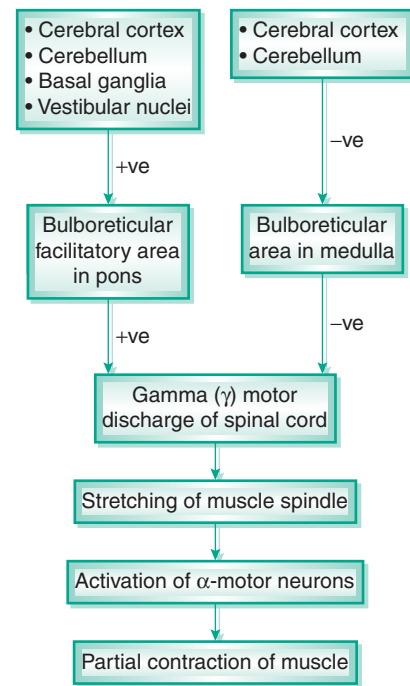 • Cerebral cortex
• Cerebellum
• Basal ganglia
• Vestibular nuclei
• Cerebral cortex
• Cerebellum
+ve
–ve
Bulboreticular
facilitatory area
in pons
Bulboreticular
area in medulla
+ve
–ve
Gamma (γ) motor
discharge of spinal cord
Stretching of muscle spindle
Activation of α-motor neurons
Partial contraction of muscle